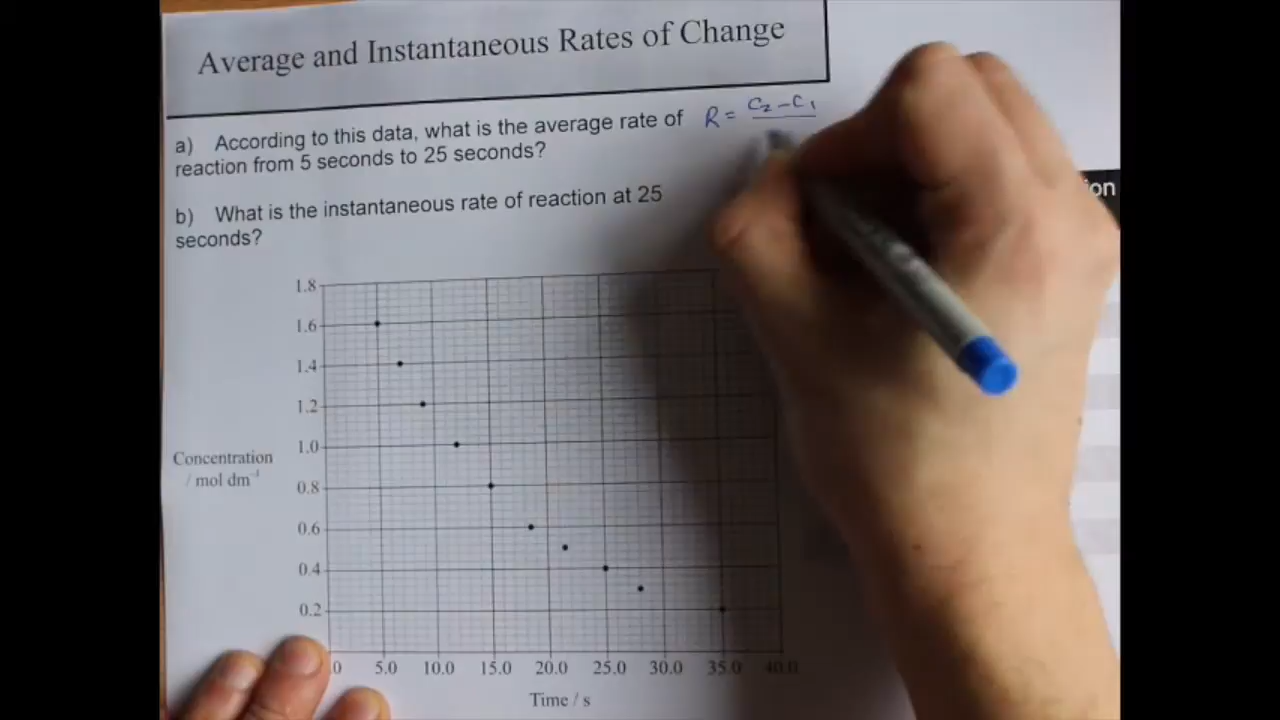 Average and Instantaneous Rates of Change
a) According to this data, what is the average rate of
reaction from 5 seconds to 25 seconds?
R = C₂ - C₁
b) What is the instantaneous rate of reaction at 25
seconds?
1.8
1.6
1.4
1.2
1.0
0.8
0.6
0.4
0.2
Concentration
/ mol dm⁻¹
0 5.0 10.0 15.0 20.0 25.0 30.0 35.0 40.0
Time / s